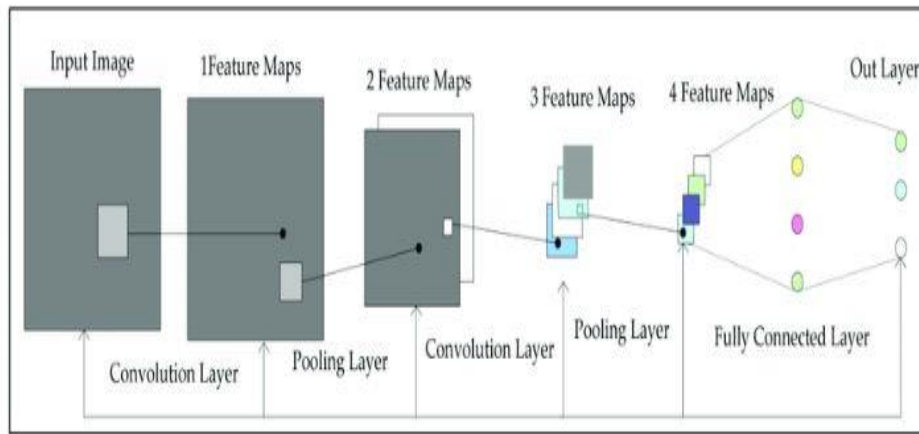 Input Image
1Feature Maps
2 Feature Maps
3 Feature Maps
4 Feature Maps
Out Layer
Convolution Layer
Pooling Layer
Convolution Layer
Pooling Layer
Fully Connected Layer